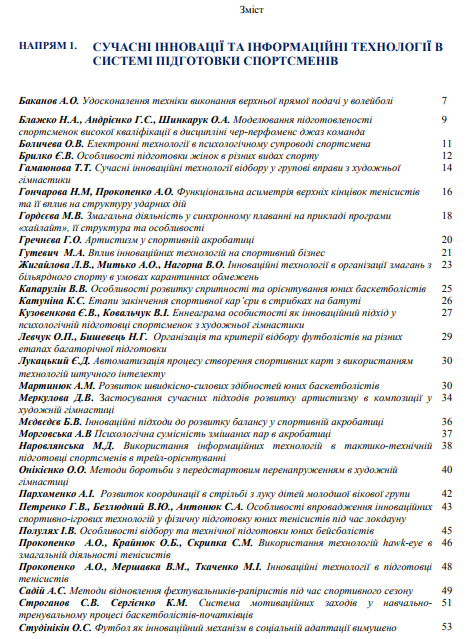 Зміст
НАПРЯМ 1. СУЧАСНІ ІННОВАЦІЇ ТА ІНФОРМАЦІЙНІ ТЕХНОЛОГІЇ В
СИСТЕМІ ПІДГОТОВКИ СПОРТСМЕНІВ
Баканов А.О. Удосконалення техніки виконання верхньої прямої подачі у волейболі 7
Блажко Н.А., Андрієнко Г.С., Шинкарук О.А. Моделювання підготовленості 9
спортсменок високої кваліфікації в дисципліні чер-перфоменс джаз команда
Боличева О.В. Електронні технології в психологічному супроводі спортсмена 11
Брилко Є.В. Особливості підготовки жінок в різних видах спорту 12
Гамаюнова Т.Т. Сучасні інноваційні технології відбору у групові вправи з художньої 14
гімнастики
Гончарова Н.М, Прокопенко А.О. Функціональна асиметрія верхніх кінцівок тенісистів 16
та її вплив на структуру ударних дій
Гордєєва М.В. Змагальна діяльність у синхронному плаванні на прикладі програми 18
«хайлайт», її структура та особливості
Гречнєва Г.О. Артистизм у спортивній акробатиці 20
Гутевич М.А. Вплив інноваційних технологій на спортивний бізнес 21
Жигайлова Л.В., Митько А.О., Нагорна В.О. Інноваційні технології в організації змагань з 23
більярдного спорту в умовах карантинних обмежень
Капарулін В.В. Особливості розвитку спритності та орієнтування юних баскетболістів 25
Катуніна К.С. Етапи закінчення спортивної кар’єри в стрибках на батуті 26
Кузовенкова Є.В., Ковальчук В.І. Еннеаграма особистості як інноваційний підхід у 27
психологічній підготовці спортсменок з художньої гімнастики
Левчук О.П., Бишевець Н.Г. Організація та критерії відбору футболістів на різних 29
етапах багаторічної підготовки
Лукацький Є.Д. Автоматизація процесу створення спортивних карт з використанням 30
технологій штучного інтелекту
Мартинюк А.М. Розвиток швидкісно-силових здібностей юних баскетболістів 30
Меркулова Д.В. Застосування сучасних підходів розвитку артистизму в композиції у 34
художній гімнастиці
Мєдвєдєв Б.В. Інноваційні підходи до розвитку балансу у спортивній акробатиці 36
Морговська А.В Психологічна сумісність змішаних пар в акробатиці 37
Наровлянська М.Д. Використання інформаційних технологій в тактико-технічній 38
підготовці спортсменів в трейл-орієнтуванні
Онікієнко О.О. Методи боротьби з передстартовим перенапруженням в художній 40
гімнастиці
Пархоменко А.І. Розвиток координації в стрільбі з луку дітей молодшої вікової групи 42
Петренко Г.В., Безлюдний В.Ю., Антонюк С.А. Особливості впровадження інноваційних 43
спортивно-ігрових технологій у фізичну підготовку юних тенісистів під час локдауну
Полулях І.В. Особливості відбору та технічної підготовки юних бейсболістів 45
Прокопенко А.О., Крайнюк О.Б., Скрипка С.М. Використання технологій hawk-eye в 46
змагальній діяльності тенісистів
Прокопенко А.О., Мершавка В.М., Ткаченко М.І. Інноваційні технології в підготовці 48
тенісистів
Садій А.С. Методи відновлення фехтувальників-рапіристів під час спортивного сезону 49
Строганов С.В. Сергієнко К.М. Система мотиваційних заходів у навчально- 51
тренувальному процесі баскетболістів-початківців
Студінікін О.С. Футбол як інноваційний механізм в соціальній адаптації вимушено 53